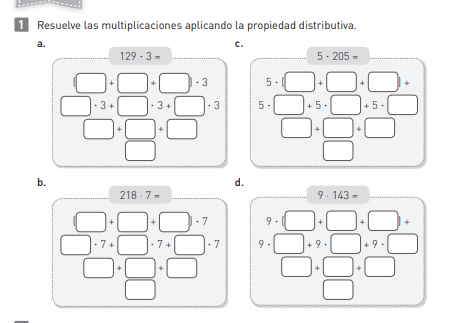 1 Resuelve las multiplicaciones aplicando la propiedad distributiva.
a.
129 · 3 =
( + + ) · 3
· 3 + · 3 + · 3
+ +
c.
5 · 205 =
5 · ( + + ) +
5 · + 5 · + 5 ·
+ +
b.
218 · 7 =
( + + ) · 7
· 7 + · 7 + · 7
+ +
d.
9 · 143 =
9 · ( + + ) +
9 · + 9 · + 9 ·
+ +